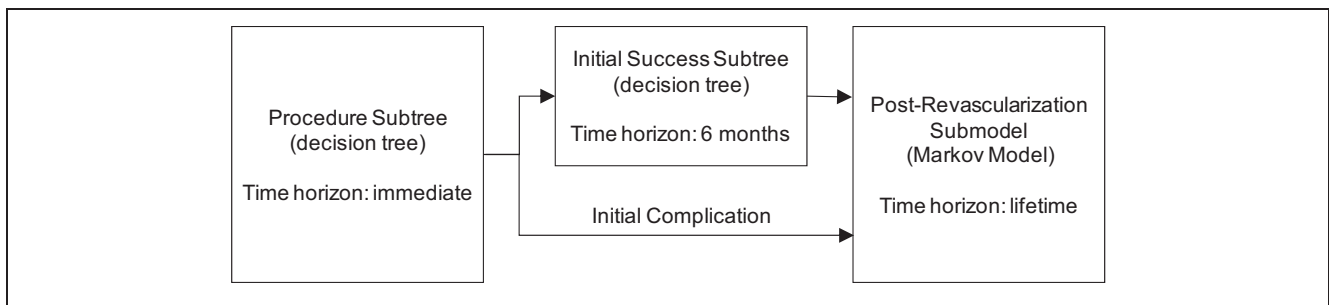 Procedure Subtree
(decision tree)
Time horizon: immediate
Initial Success Subtree
(decision tree)
Time horizon: 6 months
Initial Complication
Post-Revascularization
Submodel
(Markov Model)
Time horizon: lifetime